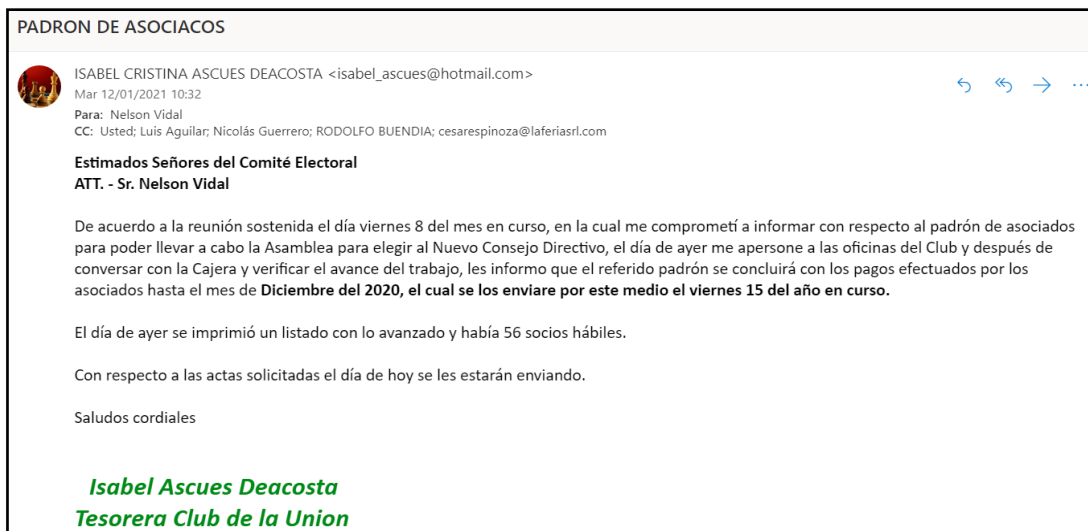 PADRON DE ASOCIACOS
ISABEL CRISTINA ASCUES DEACOSTA <isabel_ascues@hotmail.com>
Mar 12/01/2021 10:32
Para: Nelson Vidal
CC: Usted; Luis Aguilar; Nicolás Guerrero; RODOLFO BUENDIA; cesarespinoza@laferiasrl.com
Estimados Señores del Comité Electoral
ATT. - Sr. Nelson Vidal
De acuerdo a la reunión sostenida el día viernes 8 del mes en curso, en la cual me comprometí a informar con respecto al padrón de asociados
para poder llevar a cabo la Asamblea para elegir al Nuevo Consejo Directivo, el día de ayer me apersone a las oficinas del Club y después de
conversar con la Cajera y verificar el avance del trabajo, les informo que el referido padrón se concluirá con los pagos efectuados por los
asociados hasta el mes de Diciembre del 2020, el cual se los enviare por este medio el viernes 15 del año en curso.
El día de ayer se imprimió un listado con lo avanzado y había 56 socios hábiles.
Con respecto a las actas solicitadas el día de hoy se les estarán enviando.
Saludos cordiales
Isabel Ascues Deacosta
Tesorera Club de la Union